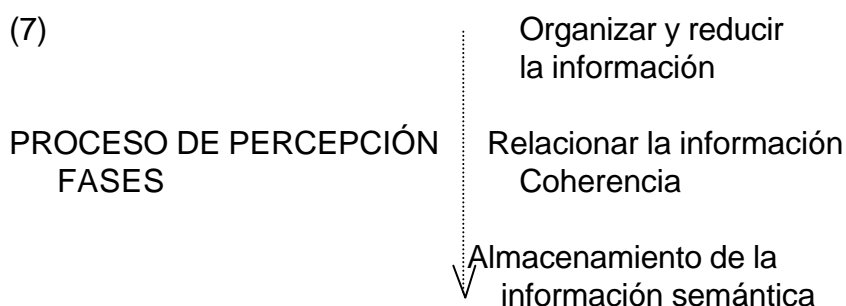 (7)
Organizar y reducir
la información
PROCESO DE PERCEPCIÓN
FASES
Relacionar la información
Coherencia
Almacenamiento de la
información semántica